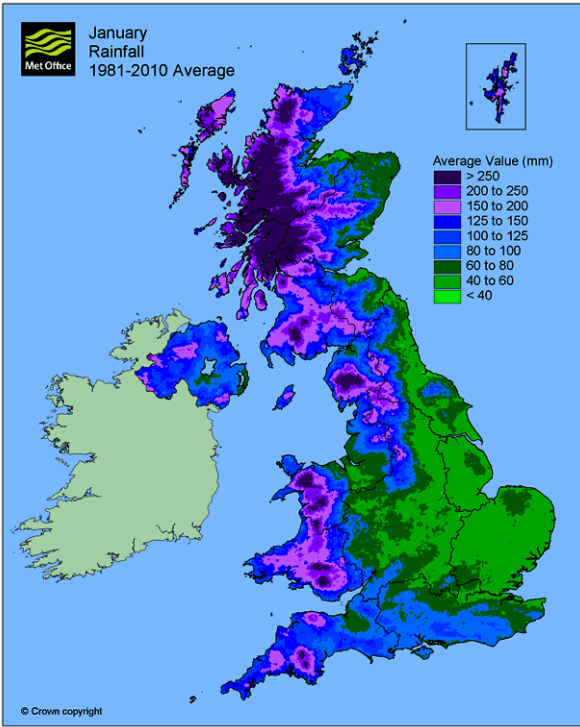 Met Office
January
Rainfall
1981-2010 Average
Average Value (mm)
> 250
200 to 250
150 to 200
125 to 150
100 to 125
80 to 100
60 to 80
40 to 60
< 40
© Crown copyright